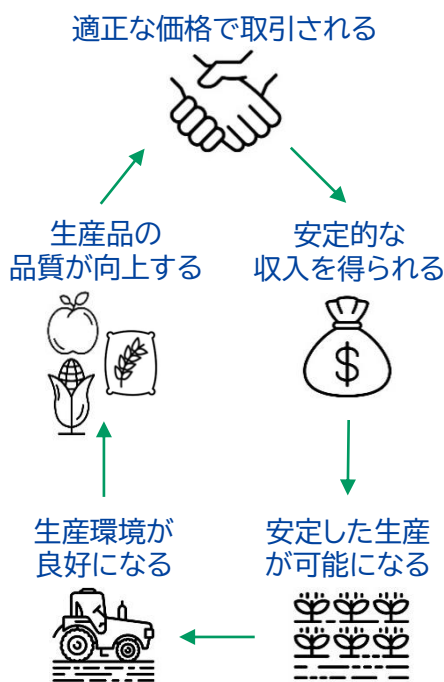 適正な価格で取引される
安定的な
収入を得られる
$
安定した生産
が可能になる
生産環境が
良好になる
生産品の
品質が向上する